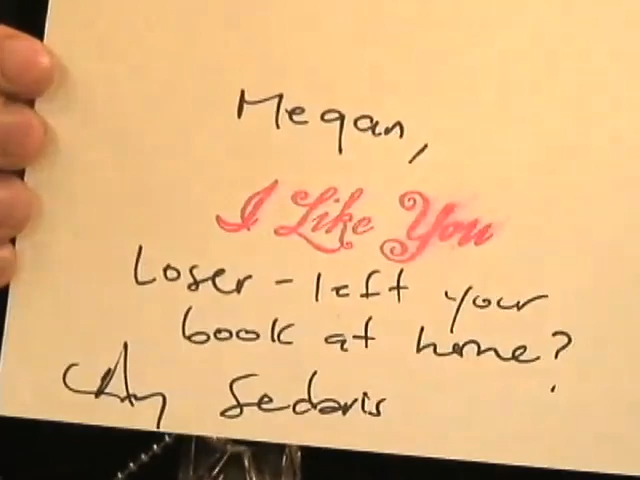 Megan,
I Like You
Loser - left your
book at home?
Amy Sedaris